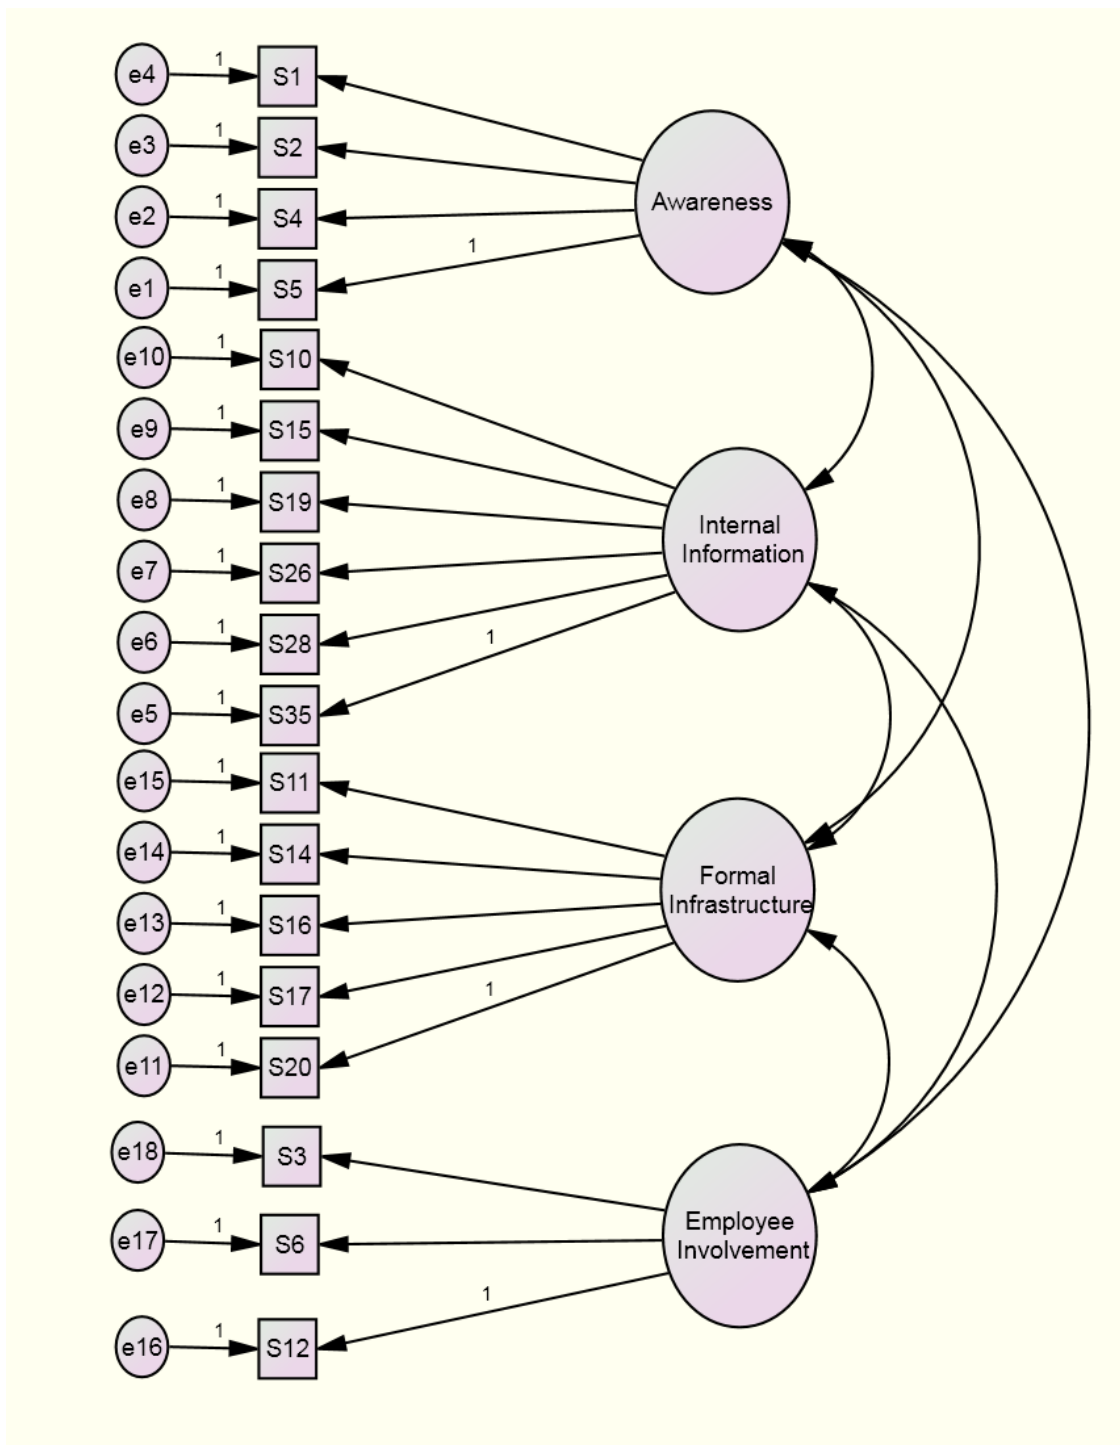 e4 1 S1
e3 1 S2
Awareness
e2 1 S4
1
e1 1 S5
e10 1 S10
e9 1 S15
e8 1 S19
Internal
Information
e7 1 S26
e6 1 S28
1
e5 1 S35
e15 1 S11
e14 1 S14
Formal
Infrastructure
e13 1 S16
e12 1 S17
1
e11 1 S20
e18 1 S3
e17 1 S6
Employee
Involvement
1
e16 1 S12